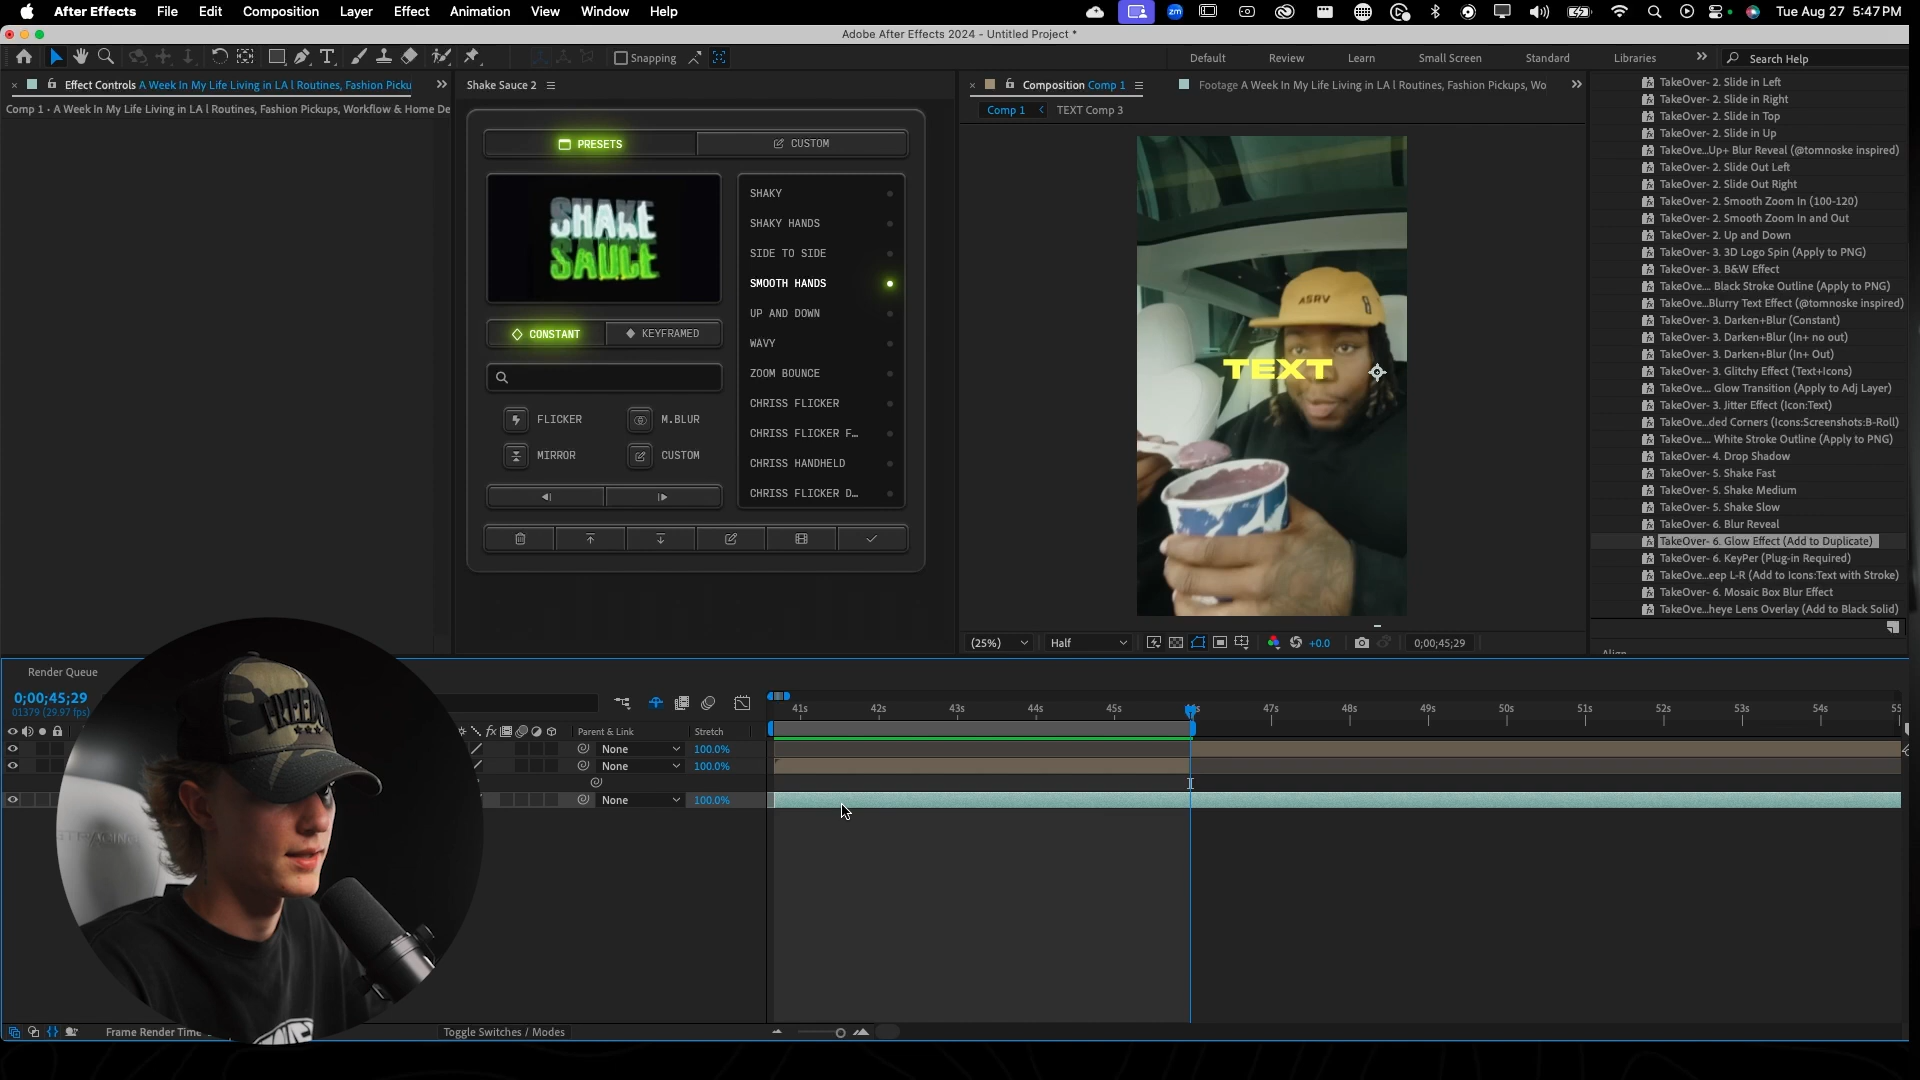 After Effects File Edit Composition Layer Effect Animation View Window Help
Tue Aug 27 5:47 PM
Adobe After Effects 2024 - Untitled Project *
Snapping
Default Review Learn Small Screen Standard Libraries
Search Help
Effect Controls A Week In My Life Living in LA l Routines, Fashion Picku
Comp 1 • A Week In My Life Living in LA l Routines, Fashion Pickups, Workflow & Home De
Shake Sauce 2
PRESETS CUSTOM
SHAKE
SAUCE
CONSTANT KEYFRAMED
FLICKER M.BLUR
MIRROR CUSTOM
SHAKY
SHAKY HANDS
SIDE TO SIDE
SMOOTH HANDS
UP AND DOWN
WAVY
ZOOM BOUNCE
CHRISS FLICKER
CHRISS FLICKER F…
CHRISS HANDHELD
CHRISS FLICKER D…
Composition Comp 1
Footage A Week In My Life Living in LA l Routines, Fashion Pickups, Wo
Comp 1 TEXT Comp 3
ASRV
TEXT
(25%) Half +0.0 0;00;45;29
TakeOver- 2. Slide in Left
TakeOver- 2. Slide in Right
TakeOver- 2. Slide in Top
TakeOver- 2. Slide in Up
TakeOve...Up+ Blur Reveal (@tomnoske inspired)
TakeOver- 2. Slide Out Left
TakeOver- 2. Slide Out Right
TakeOver- 2. Smooth Zoom In (100-120)
TakeOver- 2. Smooth Zoom In and Out
TakeOver- 2. Up and Down
TakeOver- 3. 3D Logo Spin (Apply to PNG)
TakeOver- 3. B&W Effect
TakeOve.... Black Stroke Outline (Apply to PNG)
TakeOve...Blurry Text Effect (@tomnoske inspired)
TakeOver- 3. Darken+Blur (Constant)
TakeOver- 3. Darken+Blur (In+ no out)
TakeOver- 3. Darken+Blur (In+ Out)
TakeOver- 3. Glitchy Effect (Text+Icons)
TakeOve.... Glow Transition (Apply to Adj Layer)
TakeOver- 3. Jitter Effect (Icon:Text)
TakeOve...ded Corners (Icons:Screenshots:B-Roll)
TakeOve.... White Stroke Outline (Apply to PNG)
TakeOver- 4. Drop Shadow
TakeOver- 5. Shake Fast
TakeOver- 5. Shake Medium
TakeOver- 5. Shake Slow
TakeOver- 6. Blur Reveal
TakeOver- 6. Glow Effect (Add to Duplicate)
TakeOver- 6. KeyPer (Plug-in Required)
TakeOve...eep L-R (Add to Icons:Text with Stroke)
TakeOver- 6. Mosaic Box Blur Effect
TakeOve...heye Lens Overlay (Add to Black Solid)
Render Queue
0;00;45;29
01379 (29.97 fps)
41s 42s 43s 44s 45s 47s 48s 49s 50s 51s 52s 53s 54s 55
Parent & Link Stretch
None 100.0%
None 100.0%
None 100.0%
FREEDOM
Frame Render Time
Toggle Switches / Modes